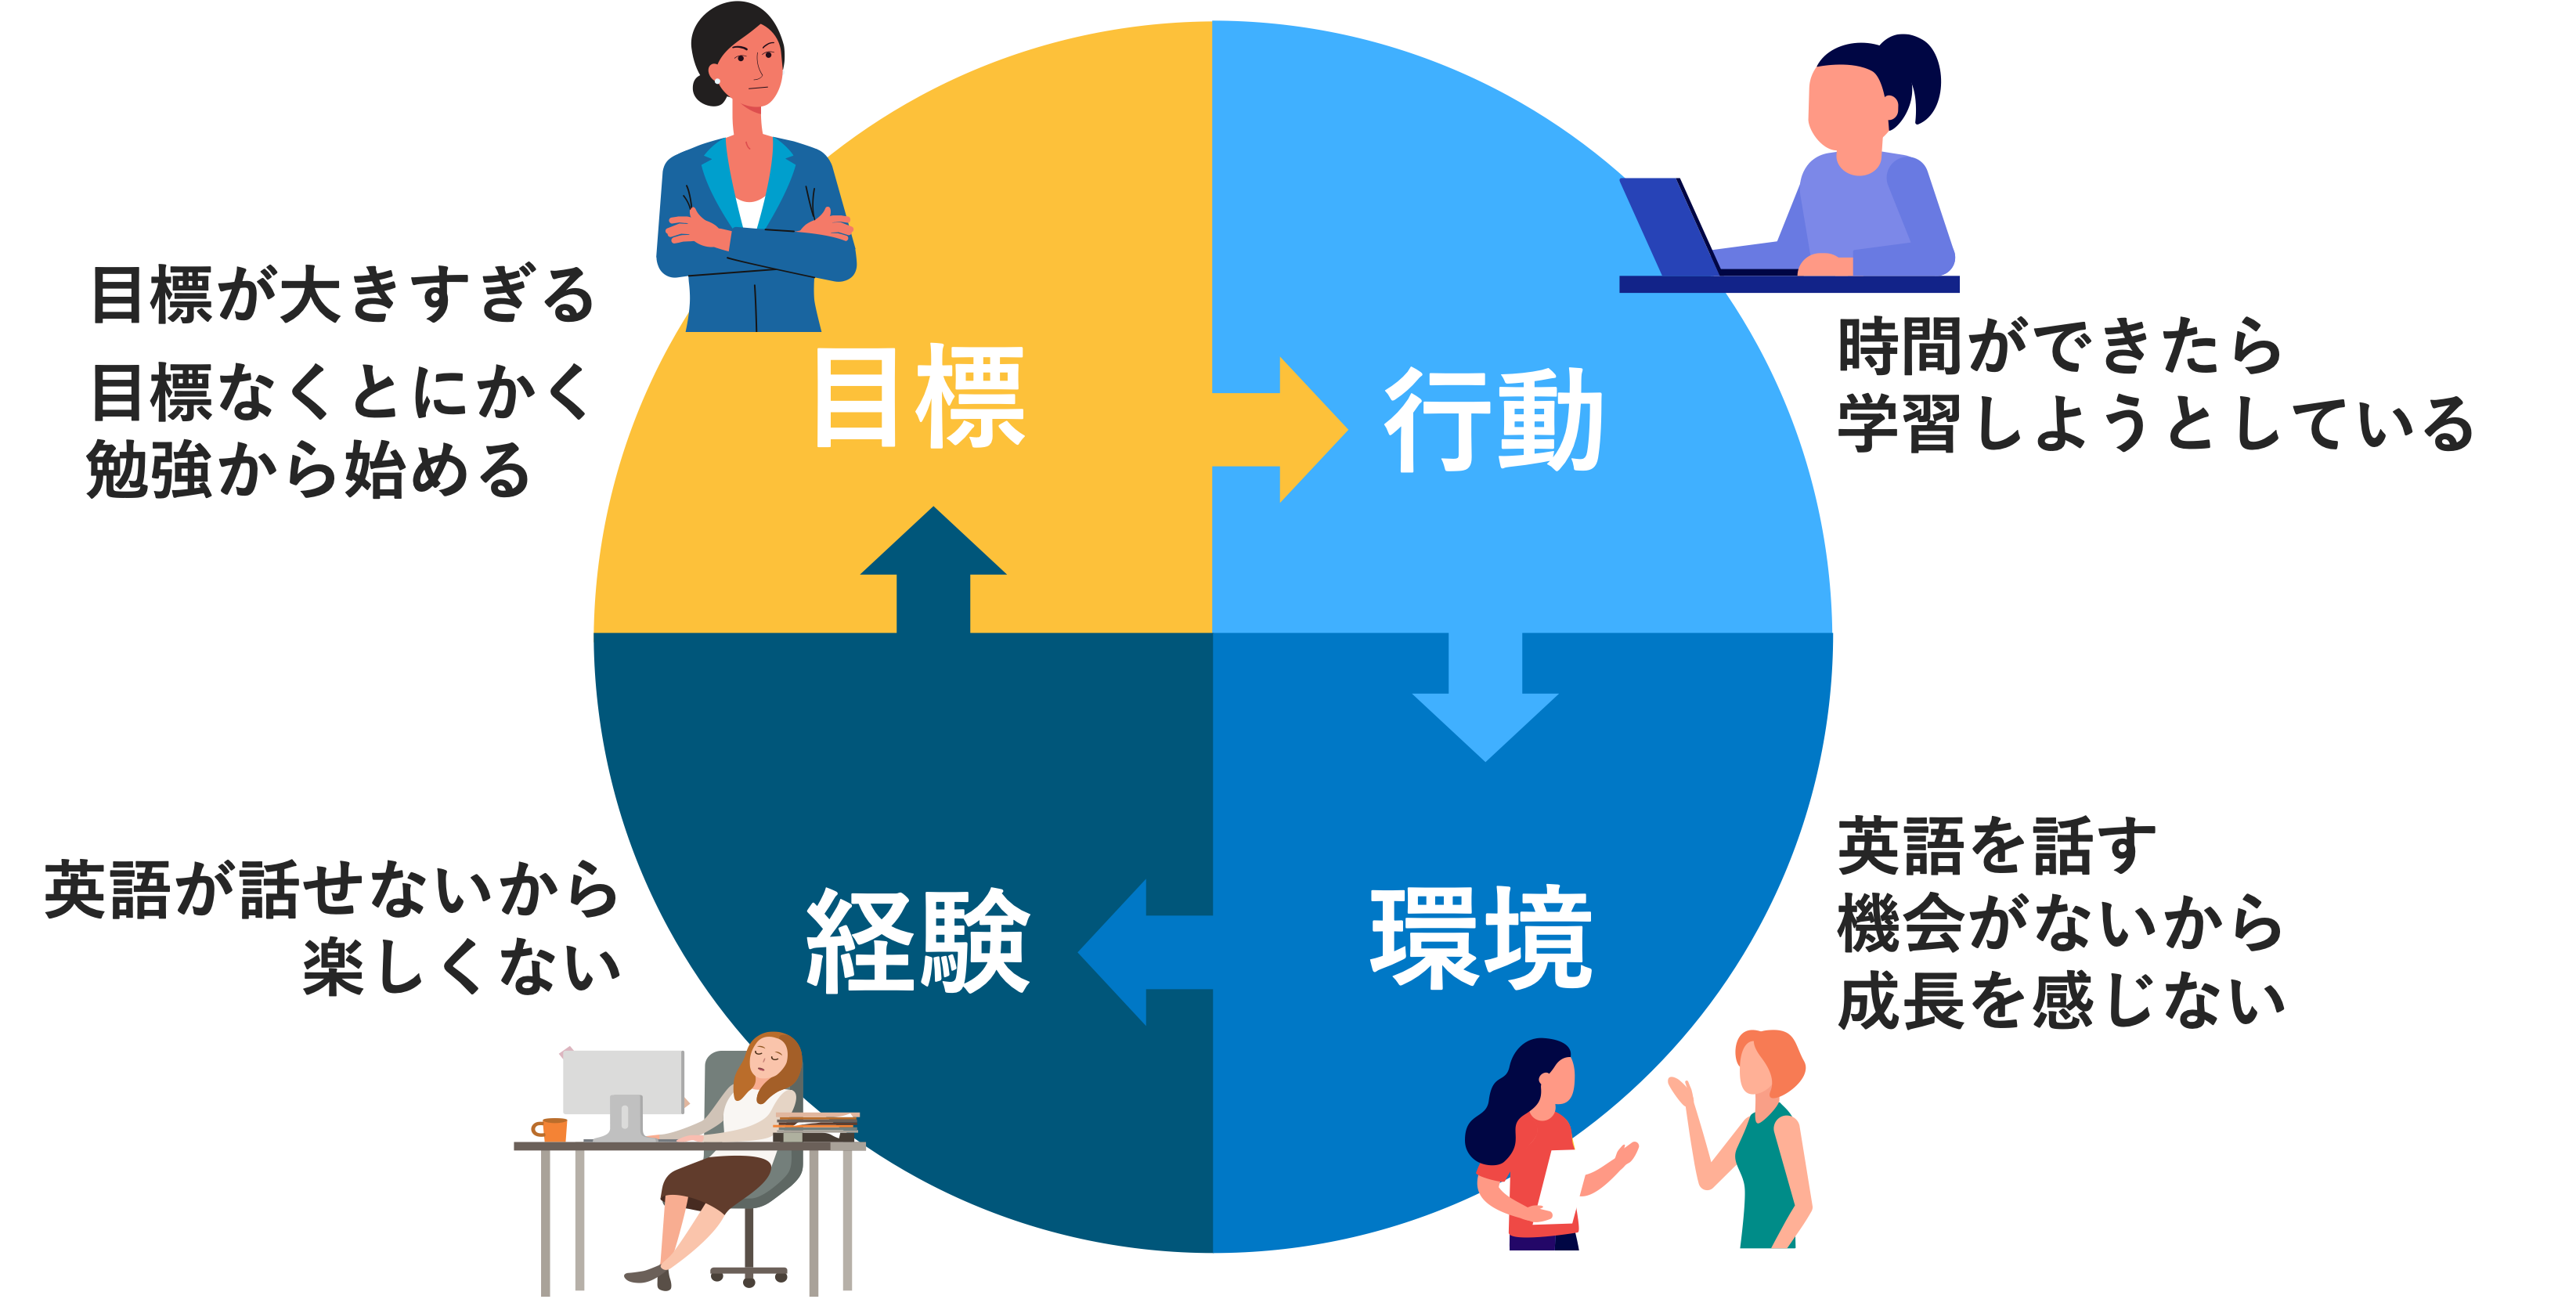 目標が大きすぎる
目標なくとにかく
勉強から始める
目標
行動
時間ができたら
学習しようとしている
英語が話せないから
楽しくない
経験
環境
英語を話す
機会がないから
成長を感じない